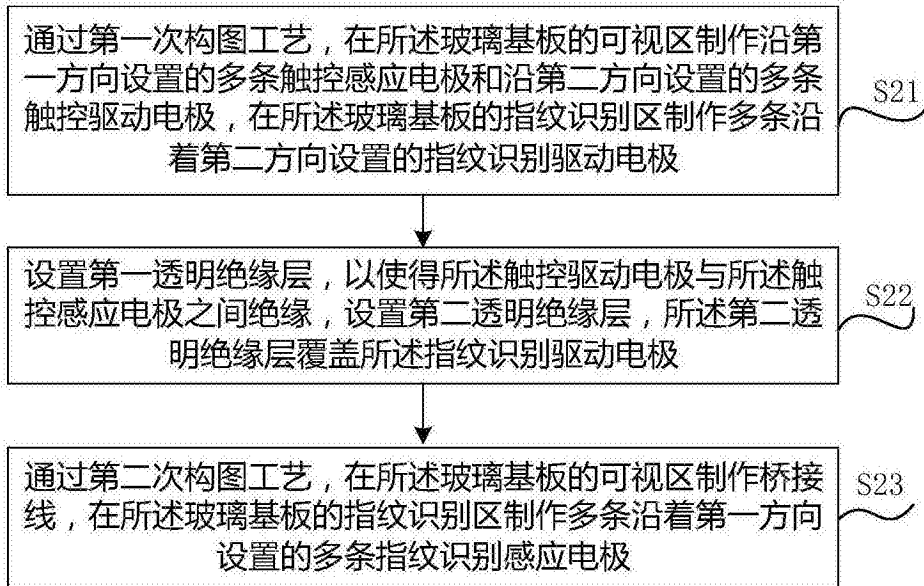 通过第一次构图工艺，在所述玻璃基板的可视区制作沿第
一方向设置的多条触控感应电极和沿第二方向设置的多条
触控驱动电极，在所述玻璃基板的指纹识别区制作多条沿
着第二方向设置的指纹识别驱动电极
S21
设置第一透明绝缘层，以使得所述触控驱动电极与所述触
控感应电极之间绝缘，设置第二透明绝缘层，所述第二透
明绝缘层覆盖所述指纹识别驱动电极
S22
通过第二次构图工艺，在所述玻璃基板的可视区制作桥接
线，在所述玻璃基板的指纹识别区制作多条沿着第一方向
设置的多条指纹识别感应电极
S23